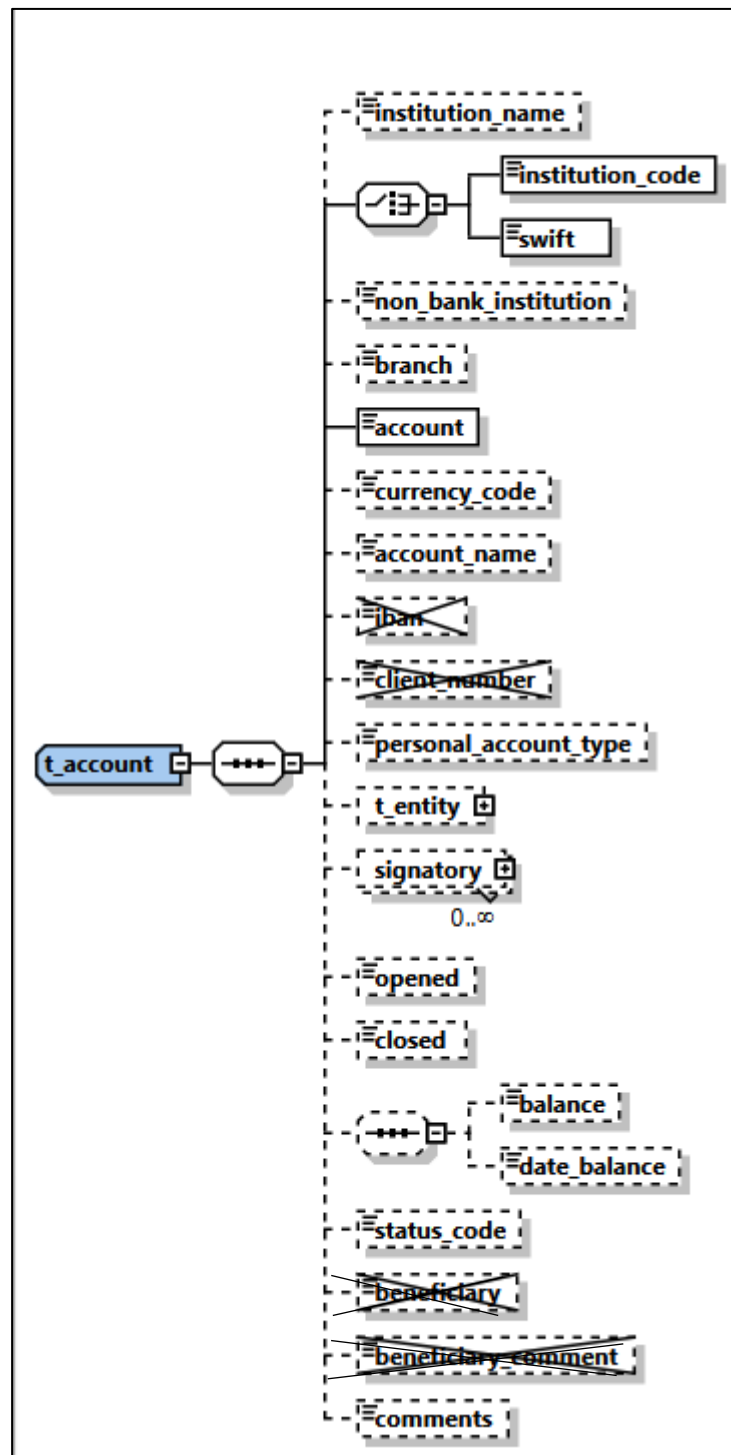 institution_name
institution_code
swift
non_bank_institution
branch
account
currency_code
account_name
iban
client_number
personal_account_type
t_account
t_entity
signatory
0..∞
opened
closed
balance
date_balance
status_code
beneficiary
beneficiary_comment
comments